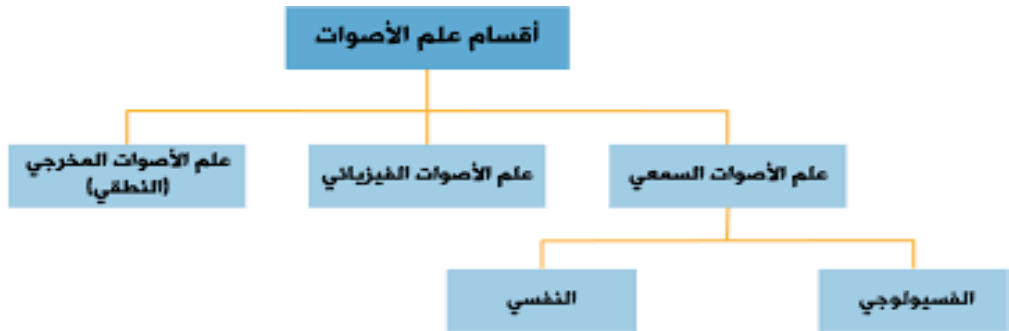 أقسام علم الأصوات
علم الأصوات السمعي
علم الأصوات الفيزيائي
علم الأصوات المخرجي
(النطقي)
الفسيولوجي
النفسي